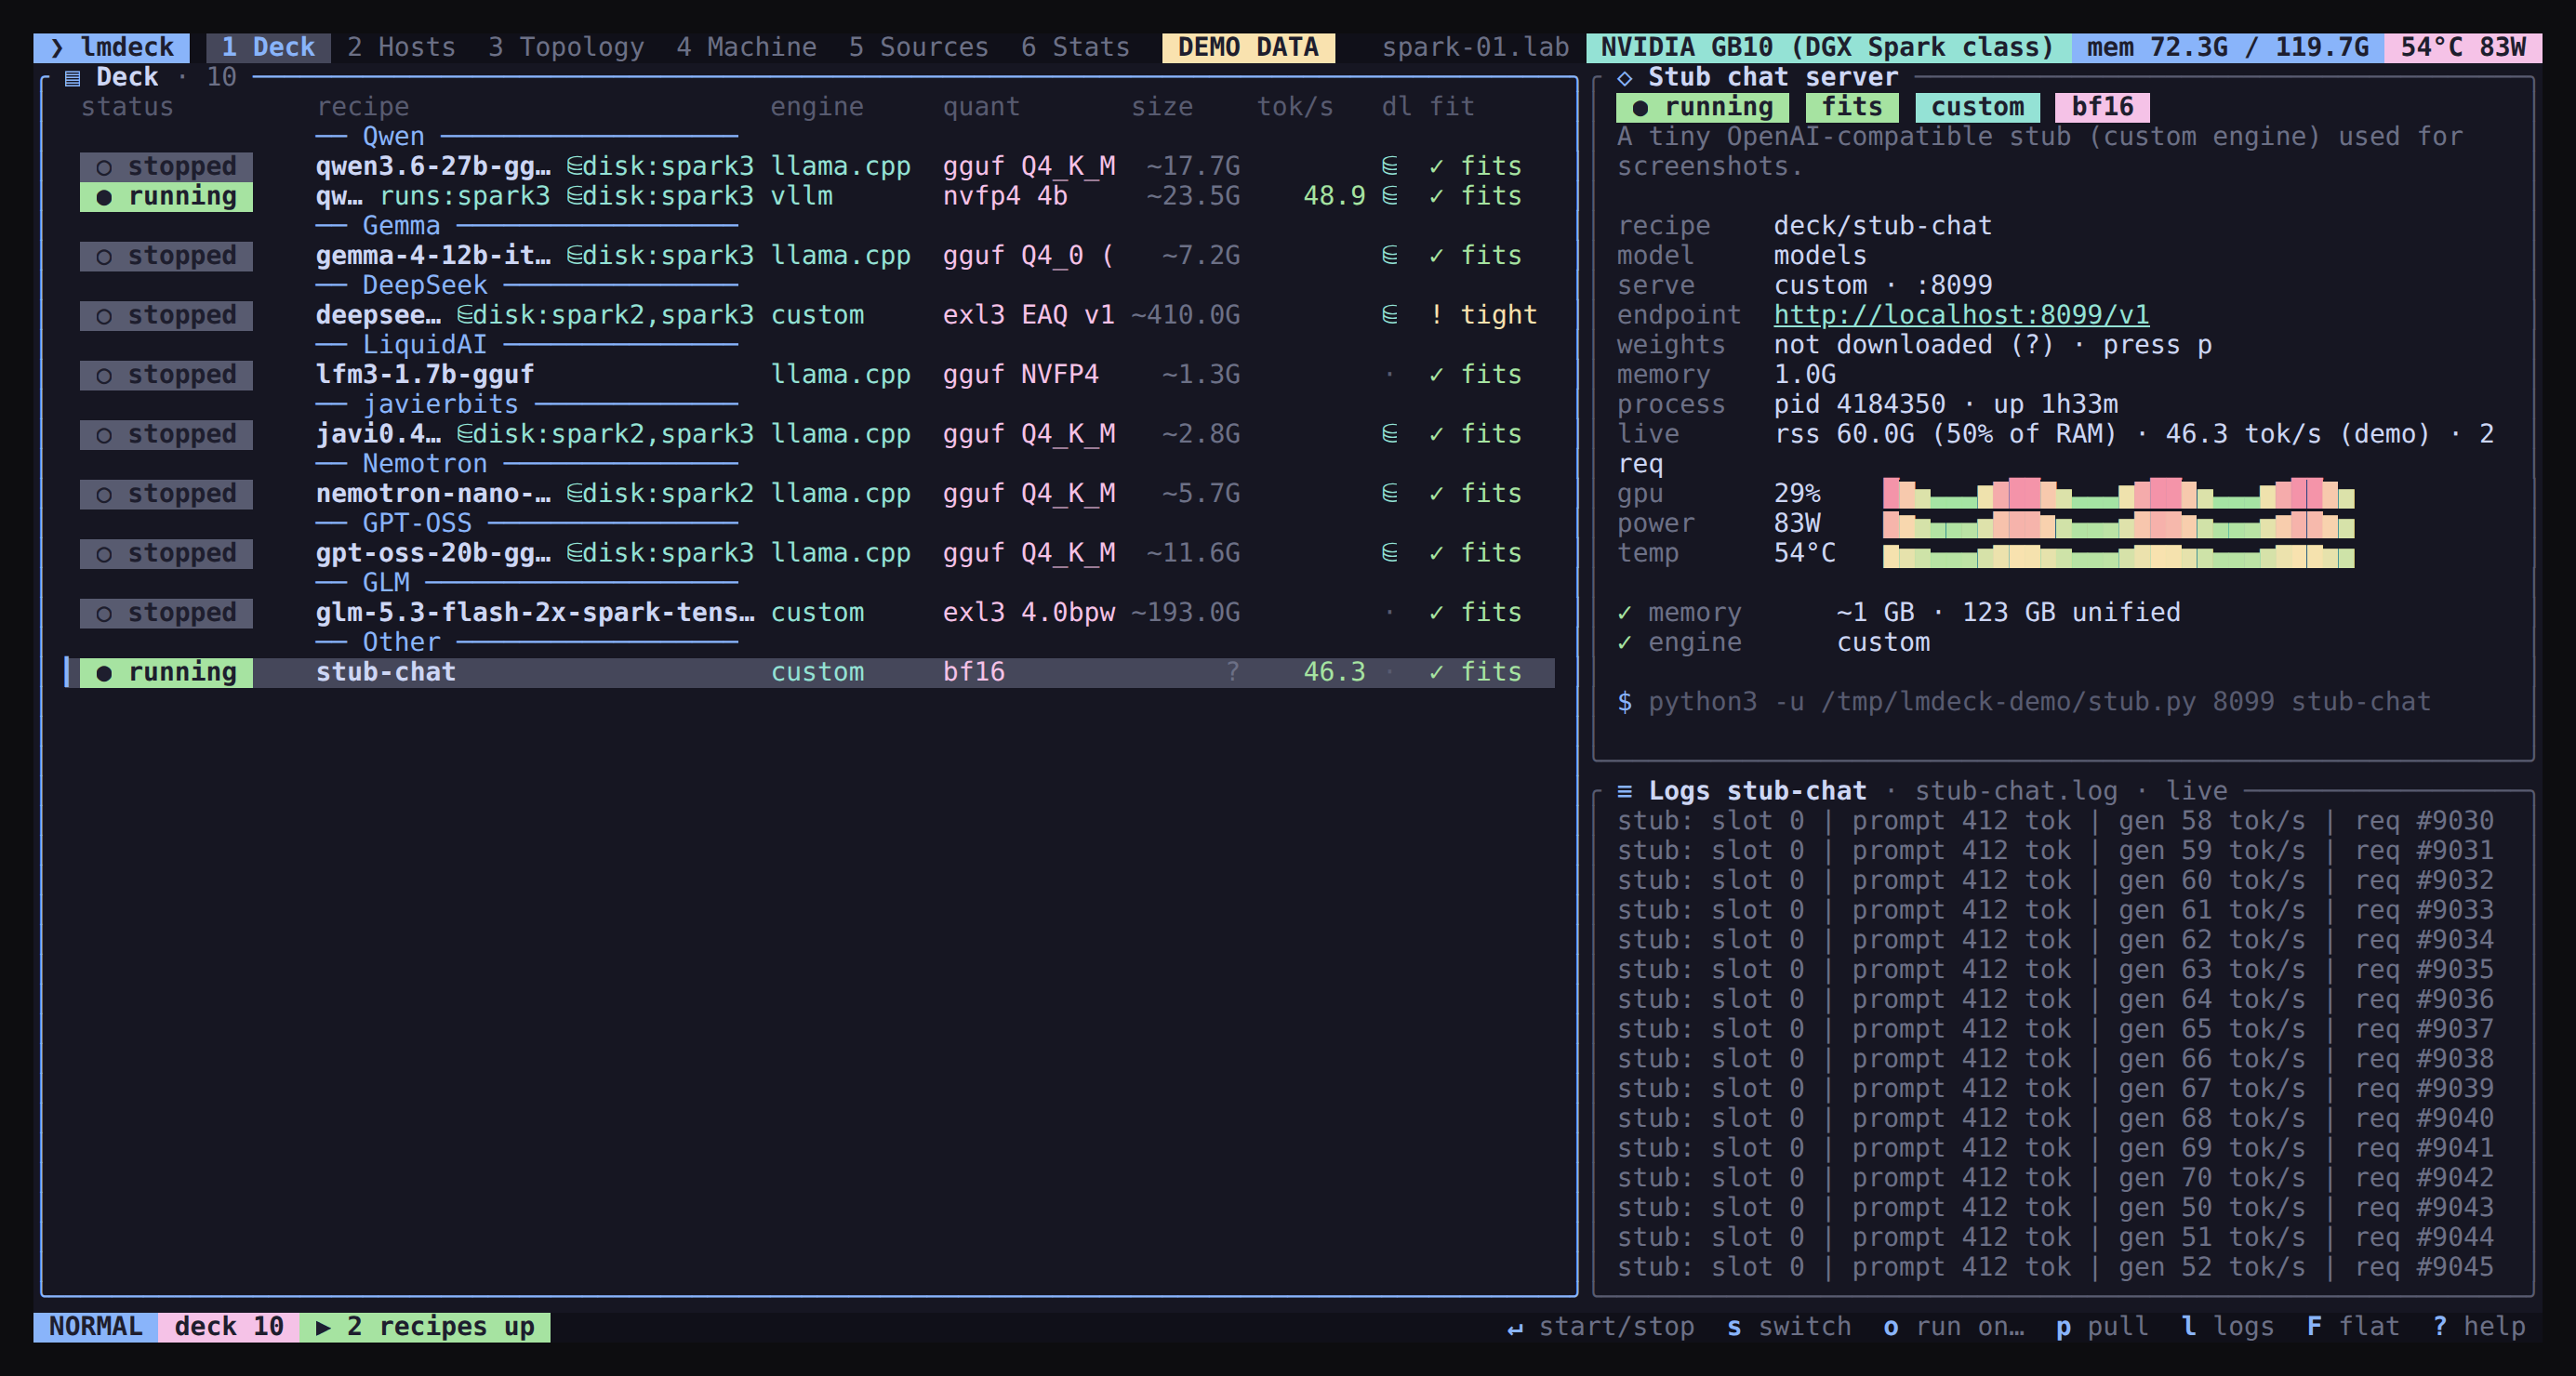 ❯ lmdeck 1 Deck 2 Hosts 3 Topology 4 Machine 5 Sources 6 Stats DEMO DATA spark-01.lab NVIDIA GB10 (DGX Spark class) mem 72.3G / 119.7G 54°C 83W
Deck · 10
status recipe engine quant size tok/s dl fit
Qwen
○ stopped qwen3.6-27b-gg… disk:spark3 llama.cpp gguf Q4_K_M ~17.7G ✓ fits
● running qw… runs:spark3 disk:spark3 vllm nvfp4 4b ~23.5G 48.9 ✓ fits
Gemma
○ stopped gemma-4-12b-it… disk:spark3 llama.cpp gguf Q4_0 ( ~7.2G ✓ fits
DeepSeek
○ stopped deepsee… disk:spark2,spark3 custom exl3 EAQ v1 ~410.0G ! tight
LiquidAI
○ stopped lfm3-1.7b-gguf llama.cpp gguf NVFP4 ~1.3G · ✓ fits
javierbits
○ stopped javi0.4… disk:spark2,spark3 llama.cpp gguf Q4_K_M ~2.8G ✓ fits
Nemotron
○ stopped nemotron-nano-… disk:spark2 llama.cpp gguf Q4_K_M ~5.7G ✓ fits
GPT-OSS
○ stopped gpt-oss-20b-gg… disk:spark3 llama.cpp gguf Q4_K_M ~11.6G ✓ fits
GLM
○ stopped glm-5.3-flash-2x-spark-tens… custom exl3 4.0bpw ~193.0G · ✓ fits
Other
● running stub-chat custom bf16 ? 46.3 · ✓ fits
◇ Stub chat server
● running fits custom bf16
A tiny OpenAI-compatible stub (custom engine) used for
screenshots.
recipe deck/stub-chat
model models
serve custom · :8099
endpoint http://localhost:8099/v1
weights not downloaded (?) · press p
memory 1.0G
process pid 4184350 · up 1h33m
live rss 60.0G (50% of RAM) · 46.3 tok/s (demo) · 2
req
gpu 29%
power 83W
temp 54°C
✓ memory ~1 GB · 123 GB unified
✓ engine custom
$ python3 -u /tmp/lmdeck-demo/stub.py 8099 stub-chat
≡ Logs stub-chat · stub-chat.log · live
stub: slot 0 | prompt 412 tok | gen 58 tok/s | req #9030
stub: slot 0 | prompt 412 tok | gen 59 tok/s | req #9031
stub: slot 0 | prompt 412 tok | gen 60 tok/s | req #9032
stub: slot 0 | prompt 412 tok | gen 61 tok/s | req #9033
stub: slot 0 | prompt 412 tok | gen 62 tok/s | req #9034
stub: slot 0 | prompt 412 tok | gen 63 tok/s | req #9035
stub: slot 0 | prompt 412 tok | gen 64 tok/s | req #9036
stub: slot 0 | prompt 412 tok | gen 65 tok/s | req #9037
stub: slot 0 | prompt 412 tok | gen 66 tok/s | req #9038
stub: slot 0 | prompt 412 tok | gen 67 tok/s | req #9039
stub: slot 0 | prompt 412 tok | gen 68 tok/s | req #9040
stub: slot 0 | prompt 412 tok | gen 69 tok/s | req #9041
stub: slot 0 | prompt 412 tok | gen 70 tok/s | req #9042
stub: slot 0 | prompt 412 tok | gen 50 tok/s | req #9043
stub: slot 0 | prompt 412 tok | gen 51 tok/s | req #9044
stub: slot 0 | prompt 412 tok | gen 52 tok/s | req #9045
NORMAL deck 10 ▶ 2 recipes up ↵ start/stop s switch o run on… p pull l logs F flat ? help